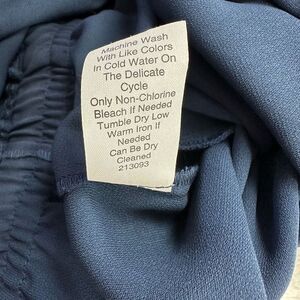 Machine Wash
With Like Colors
In Cold Water On
The Delicate
Cycle
Only Non-Chlorine
Bleach If Needed
Tumble Dry Low
Warm Iron If
Needed
Can Be Dry
Cleaned
213093